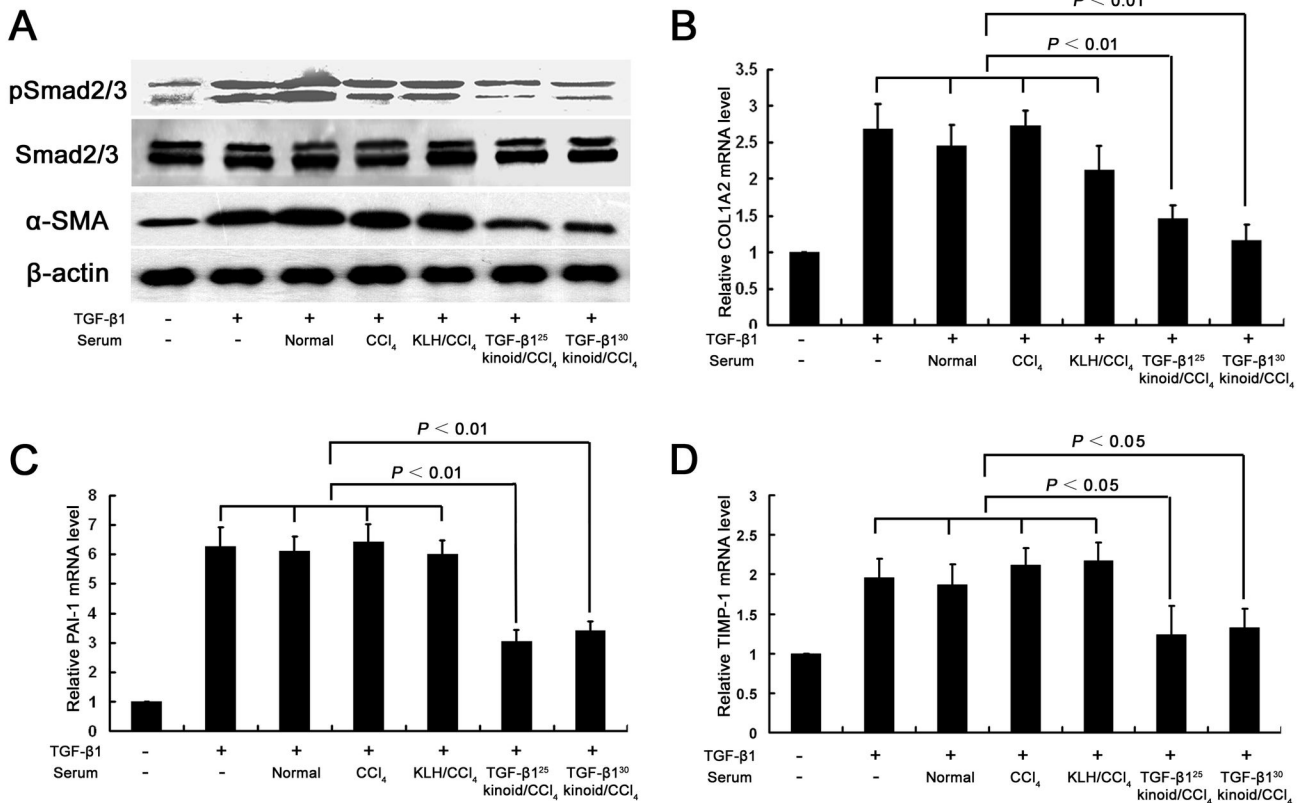 A
pSmad2/3
Smad2/3
α-SMA
β-actin
TGF-β1 - + + + + + +
Serum - Normal CCl₄ KLH/CCl₄ TGF-β1²⁵ kinoid/CCl₄ TGF-β1³⁰ kinoid/CCl₄
B
P < 0.01
P < 0.01
Relative COL1A2 mRNA level
3.5
3
2.5
2
1.5
1
0.5
0
TGF-β1 - + + + + + +
Serum - - Normal CCl₄ KLH/CCl₄ TGF-β1²⁵ kinoid/CCl₄ TGF-β1³⁰ kinoid/CCl₄
C
P < 0.01
P < 0.01
Relative PAI-1 mRNA level
8
7
6
5
4
3
2
1
0
TGF-β1 - + + + + + +
Serum - - Normal CCl₄ KLH/CCl₄ TGF-β1²⁵ kinoid/CCl₄ TGF-β1³⁰ kinoid/CCl₄
D
P < 0.05
P < 0.05
Relative TIMP-1 mRNA level
3
2.5
2
1.5
1
0.5
0
TGF-β1 - + + + + + +
Serum - - Normal CCl₄ KLH/CCl₄ TGF-β1²⁵ kinoid/CCl₄ TGF-β1³⁰ kinoid/CCl₄